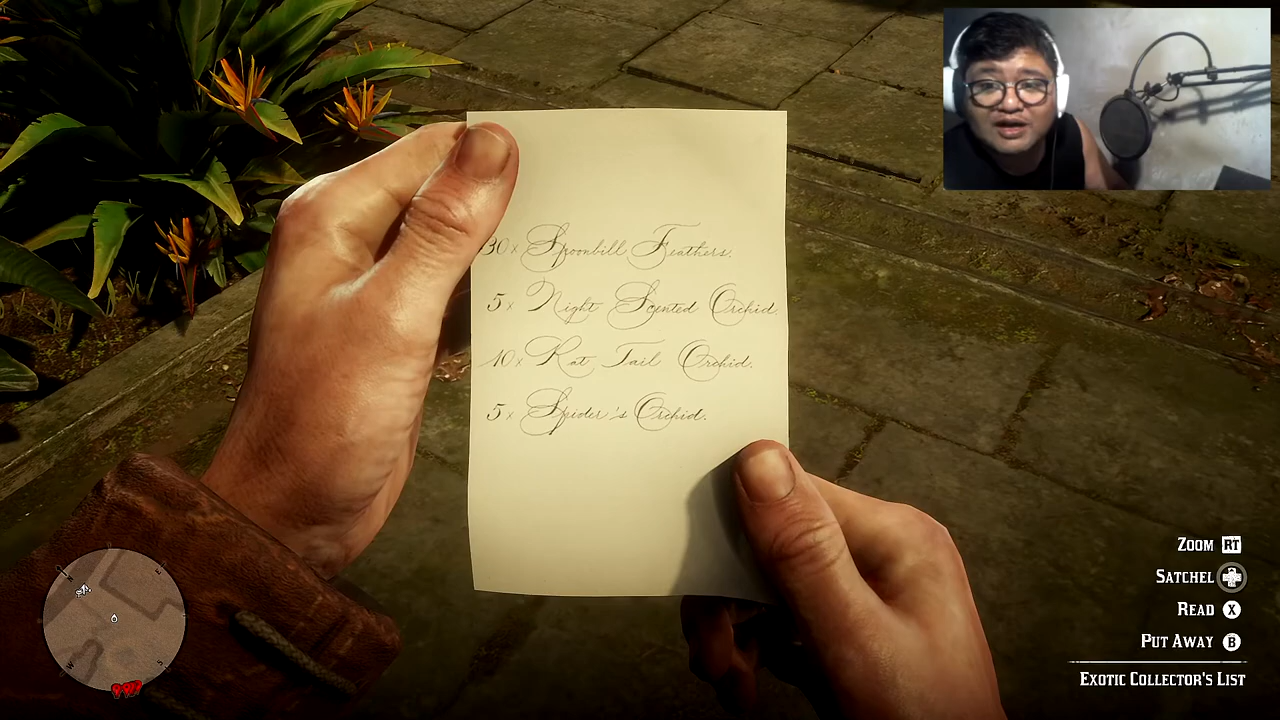 30x Spoonbill Feathers.
5x Night Scented Orchid.
10x Rat Tail Orchid.
5x Spider's Orchid.
ZOOM RT
SATCHEL
READ X
PUT AWAY B
EXOTIC COLLECTOR'S LIST